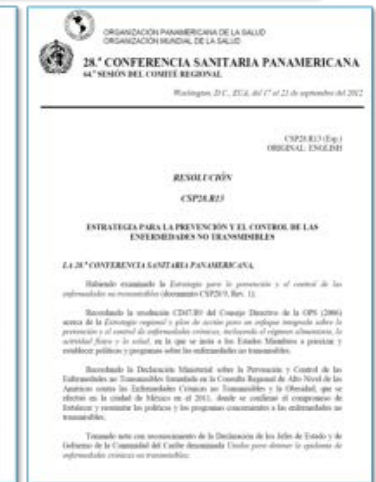 ORGANIZACIÓN PANAMERICANA DE LA SALUD
ORGANIZACIÓN MUNDIAL DE LA SALUD
28.ª CONFERENCIA SANITARIA PANAMERICANA
64.ª SESIÓN DEL COMITÉ REGIONAL
Washington, D.C., EUA, del 17 al 21 de septiembre del 2012
CSP28.R13 (Esp.)
ORIGINAL: ENGLISH
RESOLUCIÓN
CSP28.R13
ESTRATEGIA PARA LA PREVENCIÓN Y EL CONTROL DE LAS
ENFERMEDADES NO TRANSMISIBLES
LA 28.ª CONFERENCIA SANITARIA PANAMERICANA,
Habiendo examinado la Estrategia para la prevención y el control de las
enfermedades no transmisibles (documento CSP28/9, Rev. 1);
Recordando la resolución CD47.R9 del Consejo Directivo de la OPS (2006)
acerca de la Estrategia regional y plan de acción para un enfoque integrado sobre la
prevención y el control de enfermedades crónicas, incluyendo el régimen alimentario, la
actividad física y la salud, en la que se insta a los Estados Miembros a priorizar y
establecer políticas y programas sobre las enfermedades no transmisibles;
Recordando la Declaración Ministerial sobre la Prevención y Control de las
Enfermedades no Transmisibles formulada en la Consulta Regional de Alto Nivel de las
Américas contra las Enfermedades Crónicas no Transmisibles y la Obesidad, que se
efectuó en la ciudad de México en el 2011, donde se confirmó el compromiso de
fortalecer y reorientar las políticas y los programas concernientes a las enfermedades no
transmisibles;
Tomando nota con reconocimiento de la Declaración de los Jefes de Estado y de
Gobierno de la Comunidad del Caribe denominada Unidos para detener la epidemia de
enfermedades crónicas no transmisibles;